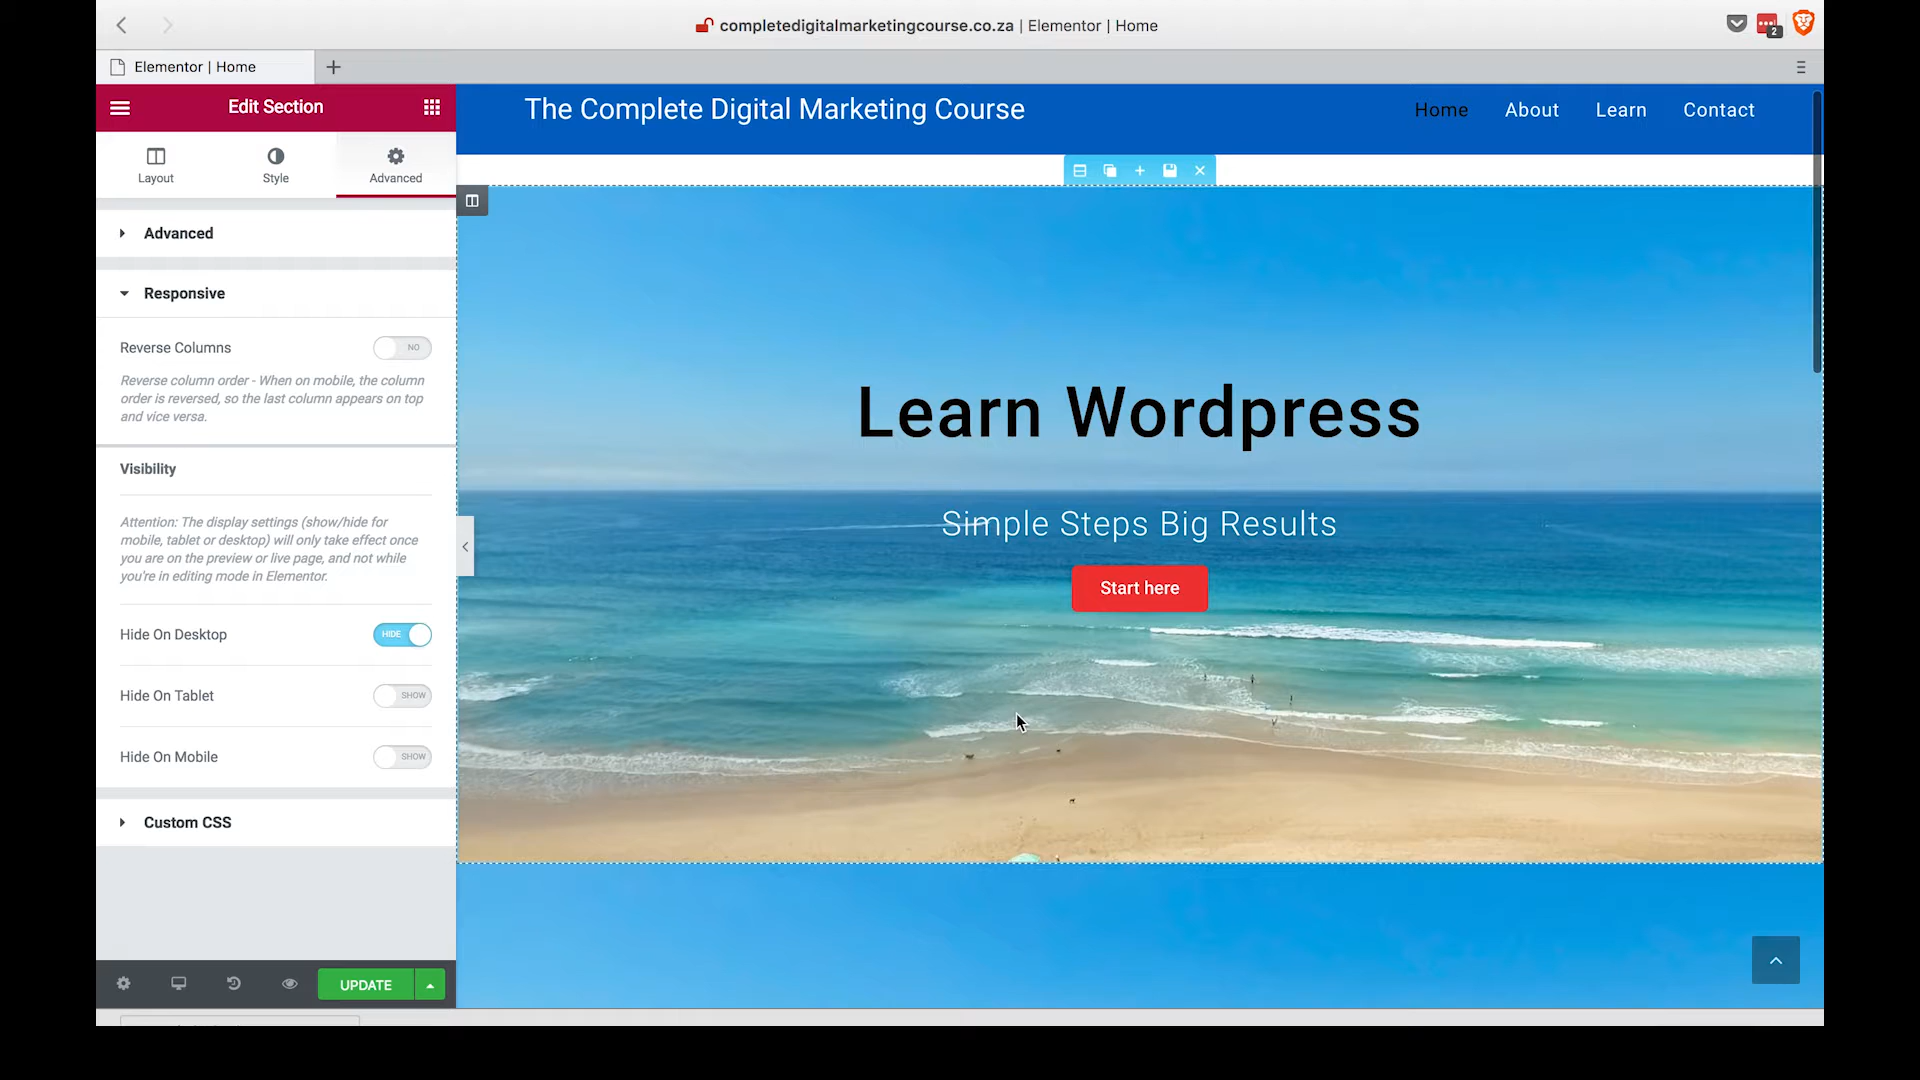 completedigitalmarketingcourse.co.za | Elementor | Home
2
Elementor | Home
Edit Section
The Complete Digital Marketing Course
Home
About
Learn
Contact
Layout
Style
Advanced
Advanced
Responsive
Reverse Columns
NO
Reverse column order - When on mobile, the column
order is reversed, so the last column appears on top
and vice versa.
Visibility
Attention: The display settings (show/hide for
mobile, tablet or desktop) will only take effect once
you are on the preview or live page, and not while
you're in editing mode in Elementor.
Hide On Desktop
HIDE
Hide On Tablet
SHOW
Hide On Mobile
SHOW
Custom CSS
UPDATE
Learn Wordpress
Simple Steps Big Results
Start here